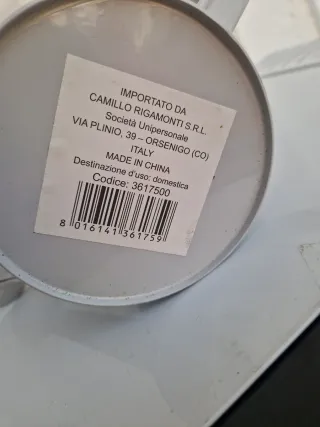 IMPORTATO DA
CAMILLO RIGAMONTI S.R.L.
Società Unipersonale
VIA PLINIO, 39 – ORSENIGO (CO)
ITALY
MADE IN CHINA
Destinazione d'uso: domestica
Codice: 3617500
8 016141 361759